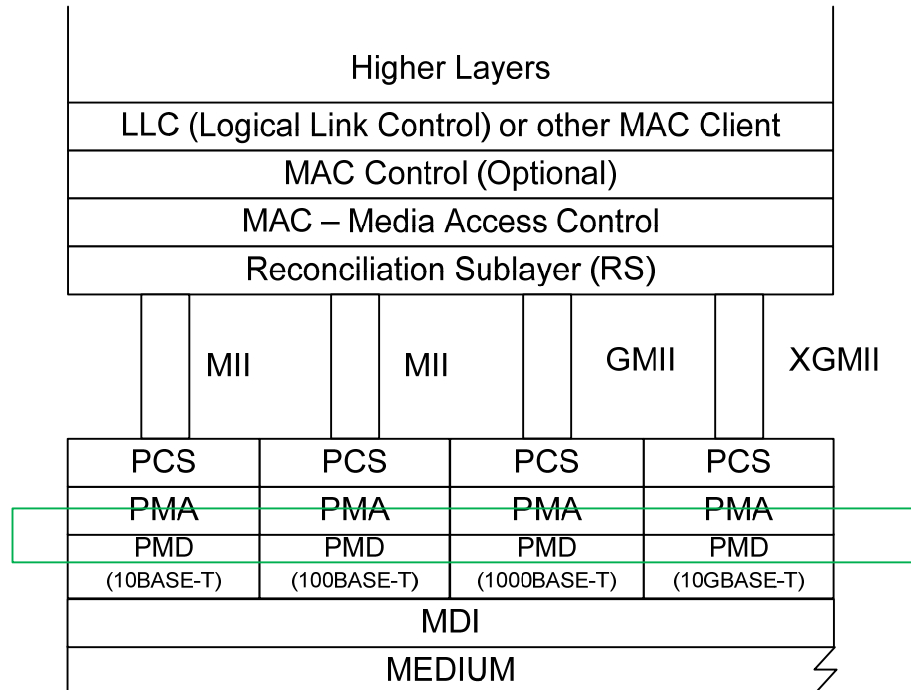 Higher Layers
LLC (Logical Link Control) or other MAC Client
MAC Control (Optional)
MAC – Media Access Control
Reconciliation Sublayer (RS)
MII MII GMII XGMII
PCS PCS PCS PCS
PMA PMA PMA PMA
PMD PMD PMD PMD
(10BASE-T) (100BASE-T) (1000BASE-T) (10GBASE-T)
MDI
MEDIUM